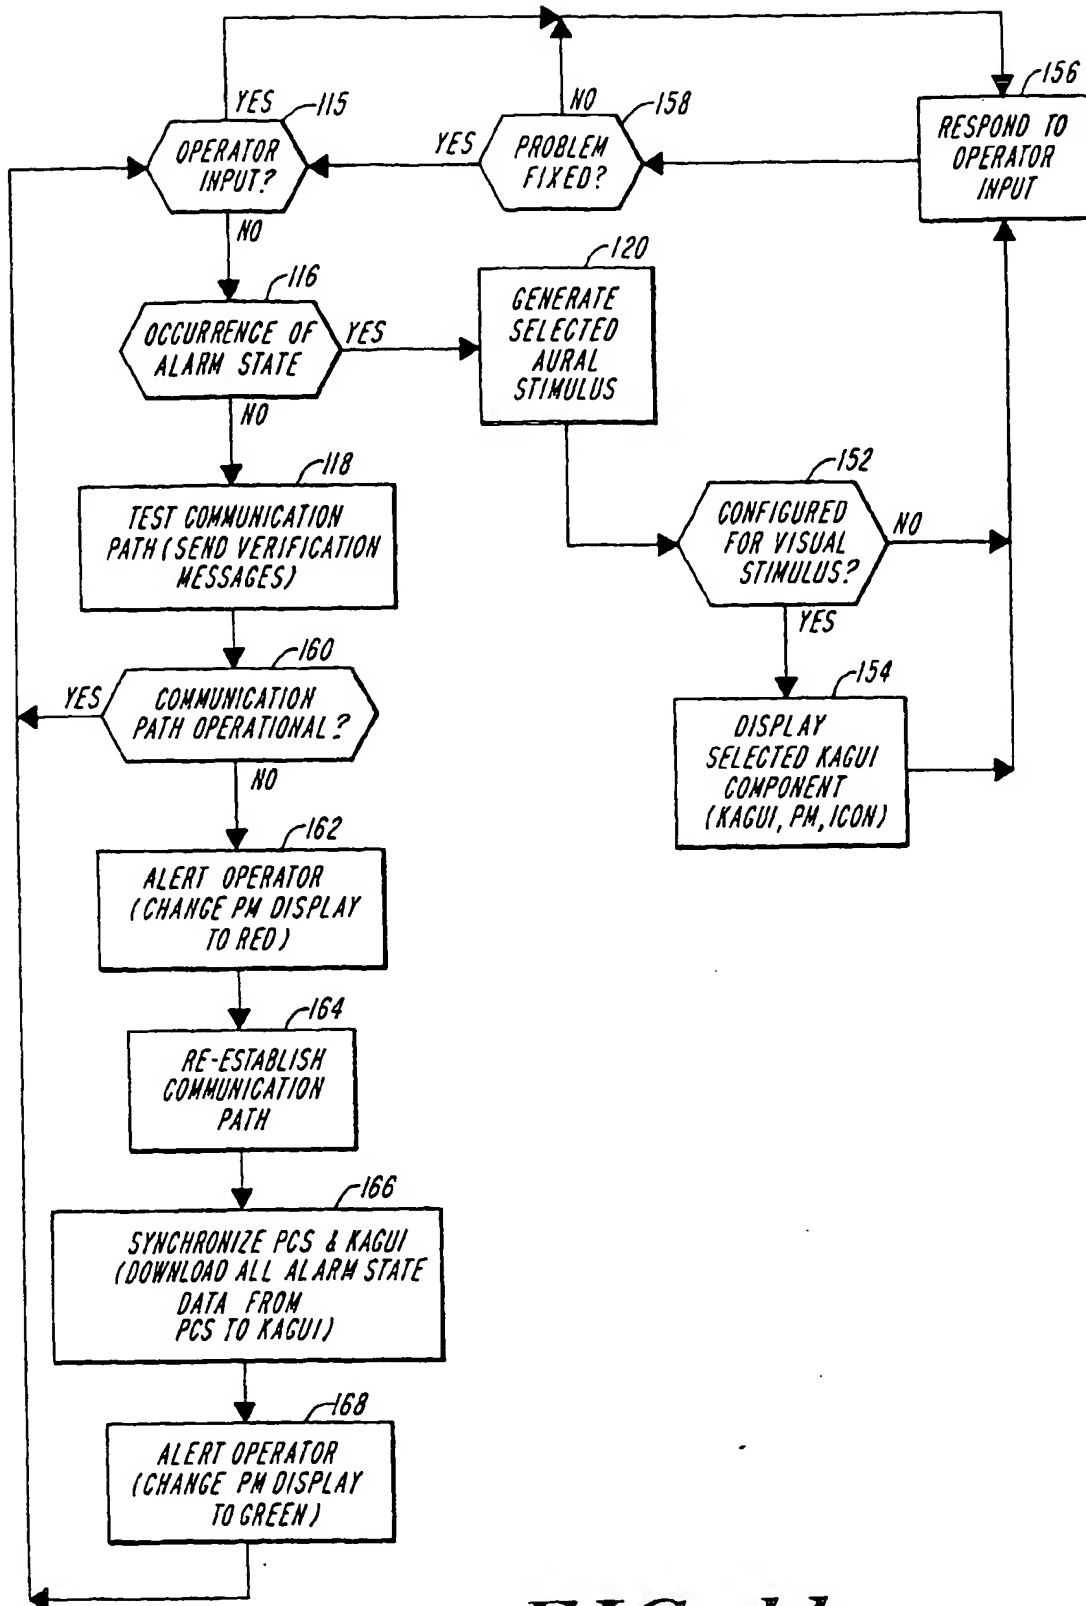 YES
115
OPERATOR
INPUT?
NO
YES
NO
158
PROBLEM
FIXED?
156
RESPOND TO
OPERATOR
INPUT
116
OCCURRENCE OF
ALARM STATE
YES
NO
120
GENERATE
SELECTED
AURAL
STIMULUS
118
TEST COMMUNICATION
PATH (SEND VERIFICATION
MESSAGES)
152
CONFIGURED
FOR VISUAL
STIMULUS?
NO
YES
160
COMMUNICATION
PATH OPERATIONAL?
YES
NO
154
DISPLAY
SELECTED KAGUI
COMPONENT
(KAGUI, PM, ICON)
162
ALERT OPERATOR
(CHANGE PM DISPLAY
TO RED)
164
RE-ESTABLISH
COMMUNICATION
PATH
166
SYNCHRONIZE PCS & KAGUI
(DOWNLOAD ALL ALARM STATE
DATA FROM
PCS TO KAGUI)
168
ALERT OPERATOR
(CHANGE PM DISPLAY
TO GREEN)